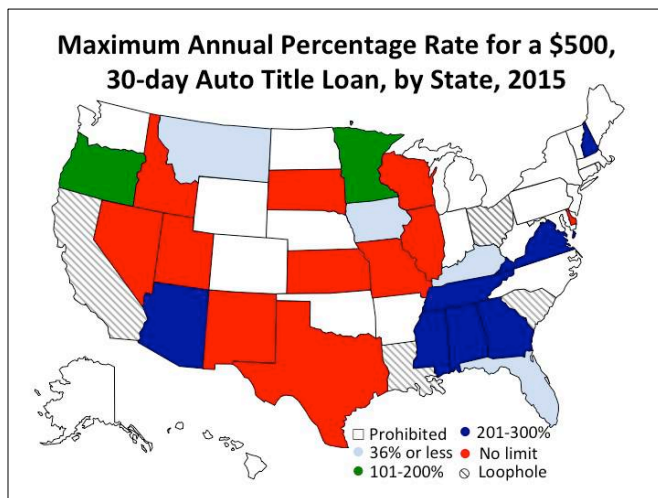 Maximum Annual Percentage Rate for a $500,
30-day Auto Title Loan, by State, 2015
Prohibited
36% or less
101-200%
201-300%
No limit
Loophole